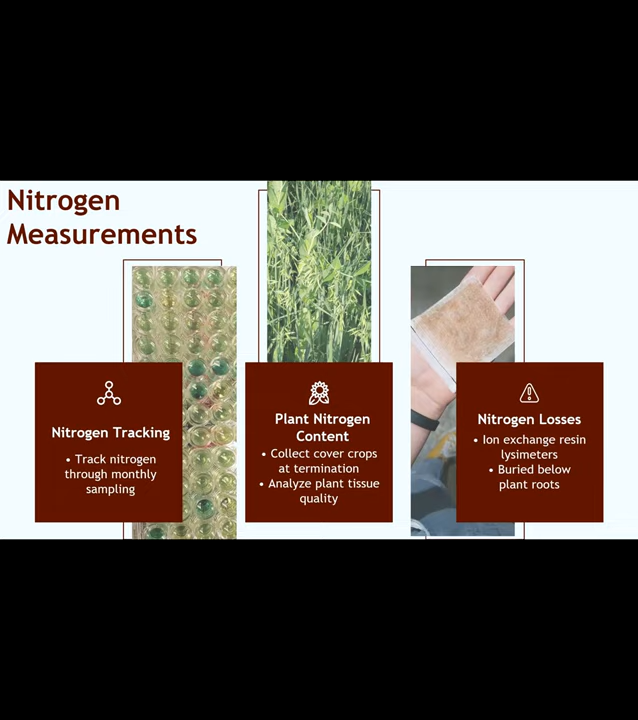 Nitrogen
Measurements
Nitrogen Tracking
• Track nitrogen
through monthly
sampling
Plant Nitrogen
Content
• Collect cover crops
at termination
• Analyze plant tissue
quality
Nitrogen Losses
• Ion exchange resin
lysimeters
• Buried below
plant roots